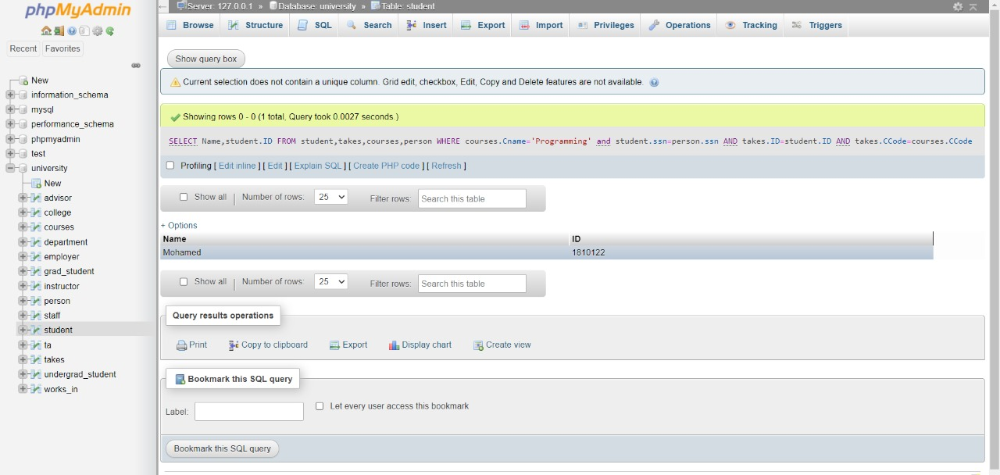 phpMyAdmin
Recent Favorites
New
information_schema
mysql
performance_schema
phpmyadmin
test
university
New
advisor
college
courses
department
employer
grad_student
instructor
person
staff
student
ta
takes
undergrad_student
works_in
Server: 127.0.0.1 » Database: university » Table: student
Browse Structure SQL Search Insert Export Import Privileges Operations Tracking Triggers
Show query box
Current selection does not contain a unique column. Grid edit, checkbox, Edit, Copy and Delete features are not available.
Showing rows 0 - 0 (1 total, Query took 0.0027 seconds.)
SELECT Name,student.ID FROM student,takes,courses,person WHERE courses.Cname='Programming' and student.ssn=person.ssn AND takes.ID=student.ID AND takes.CCode=courses.CCode
Profiling [ Edit inline ] [ Edit ] [ Explain SQL ] [ Create PHP code ] [ Refresh ]
Show all | Number of rows: 25 Filter rows: Search this table
+ Options
Name ID
Mohamed 1810122
Show all | Number of rows: 25 Filter rows: Search this table
Query results operations
Print Copy to clipboard Export Display chart Create view
Bookmark this SQL query
Label: Let every user access this bookmark
Bookmark this SQL query